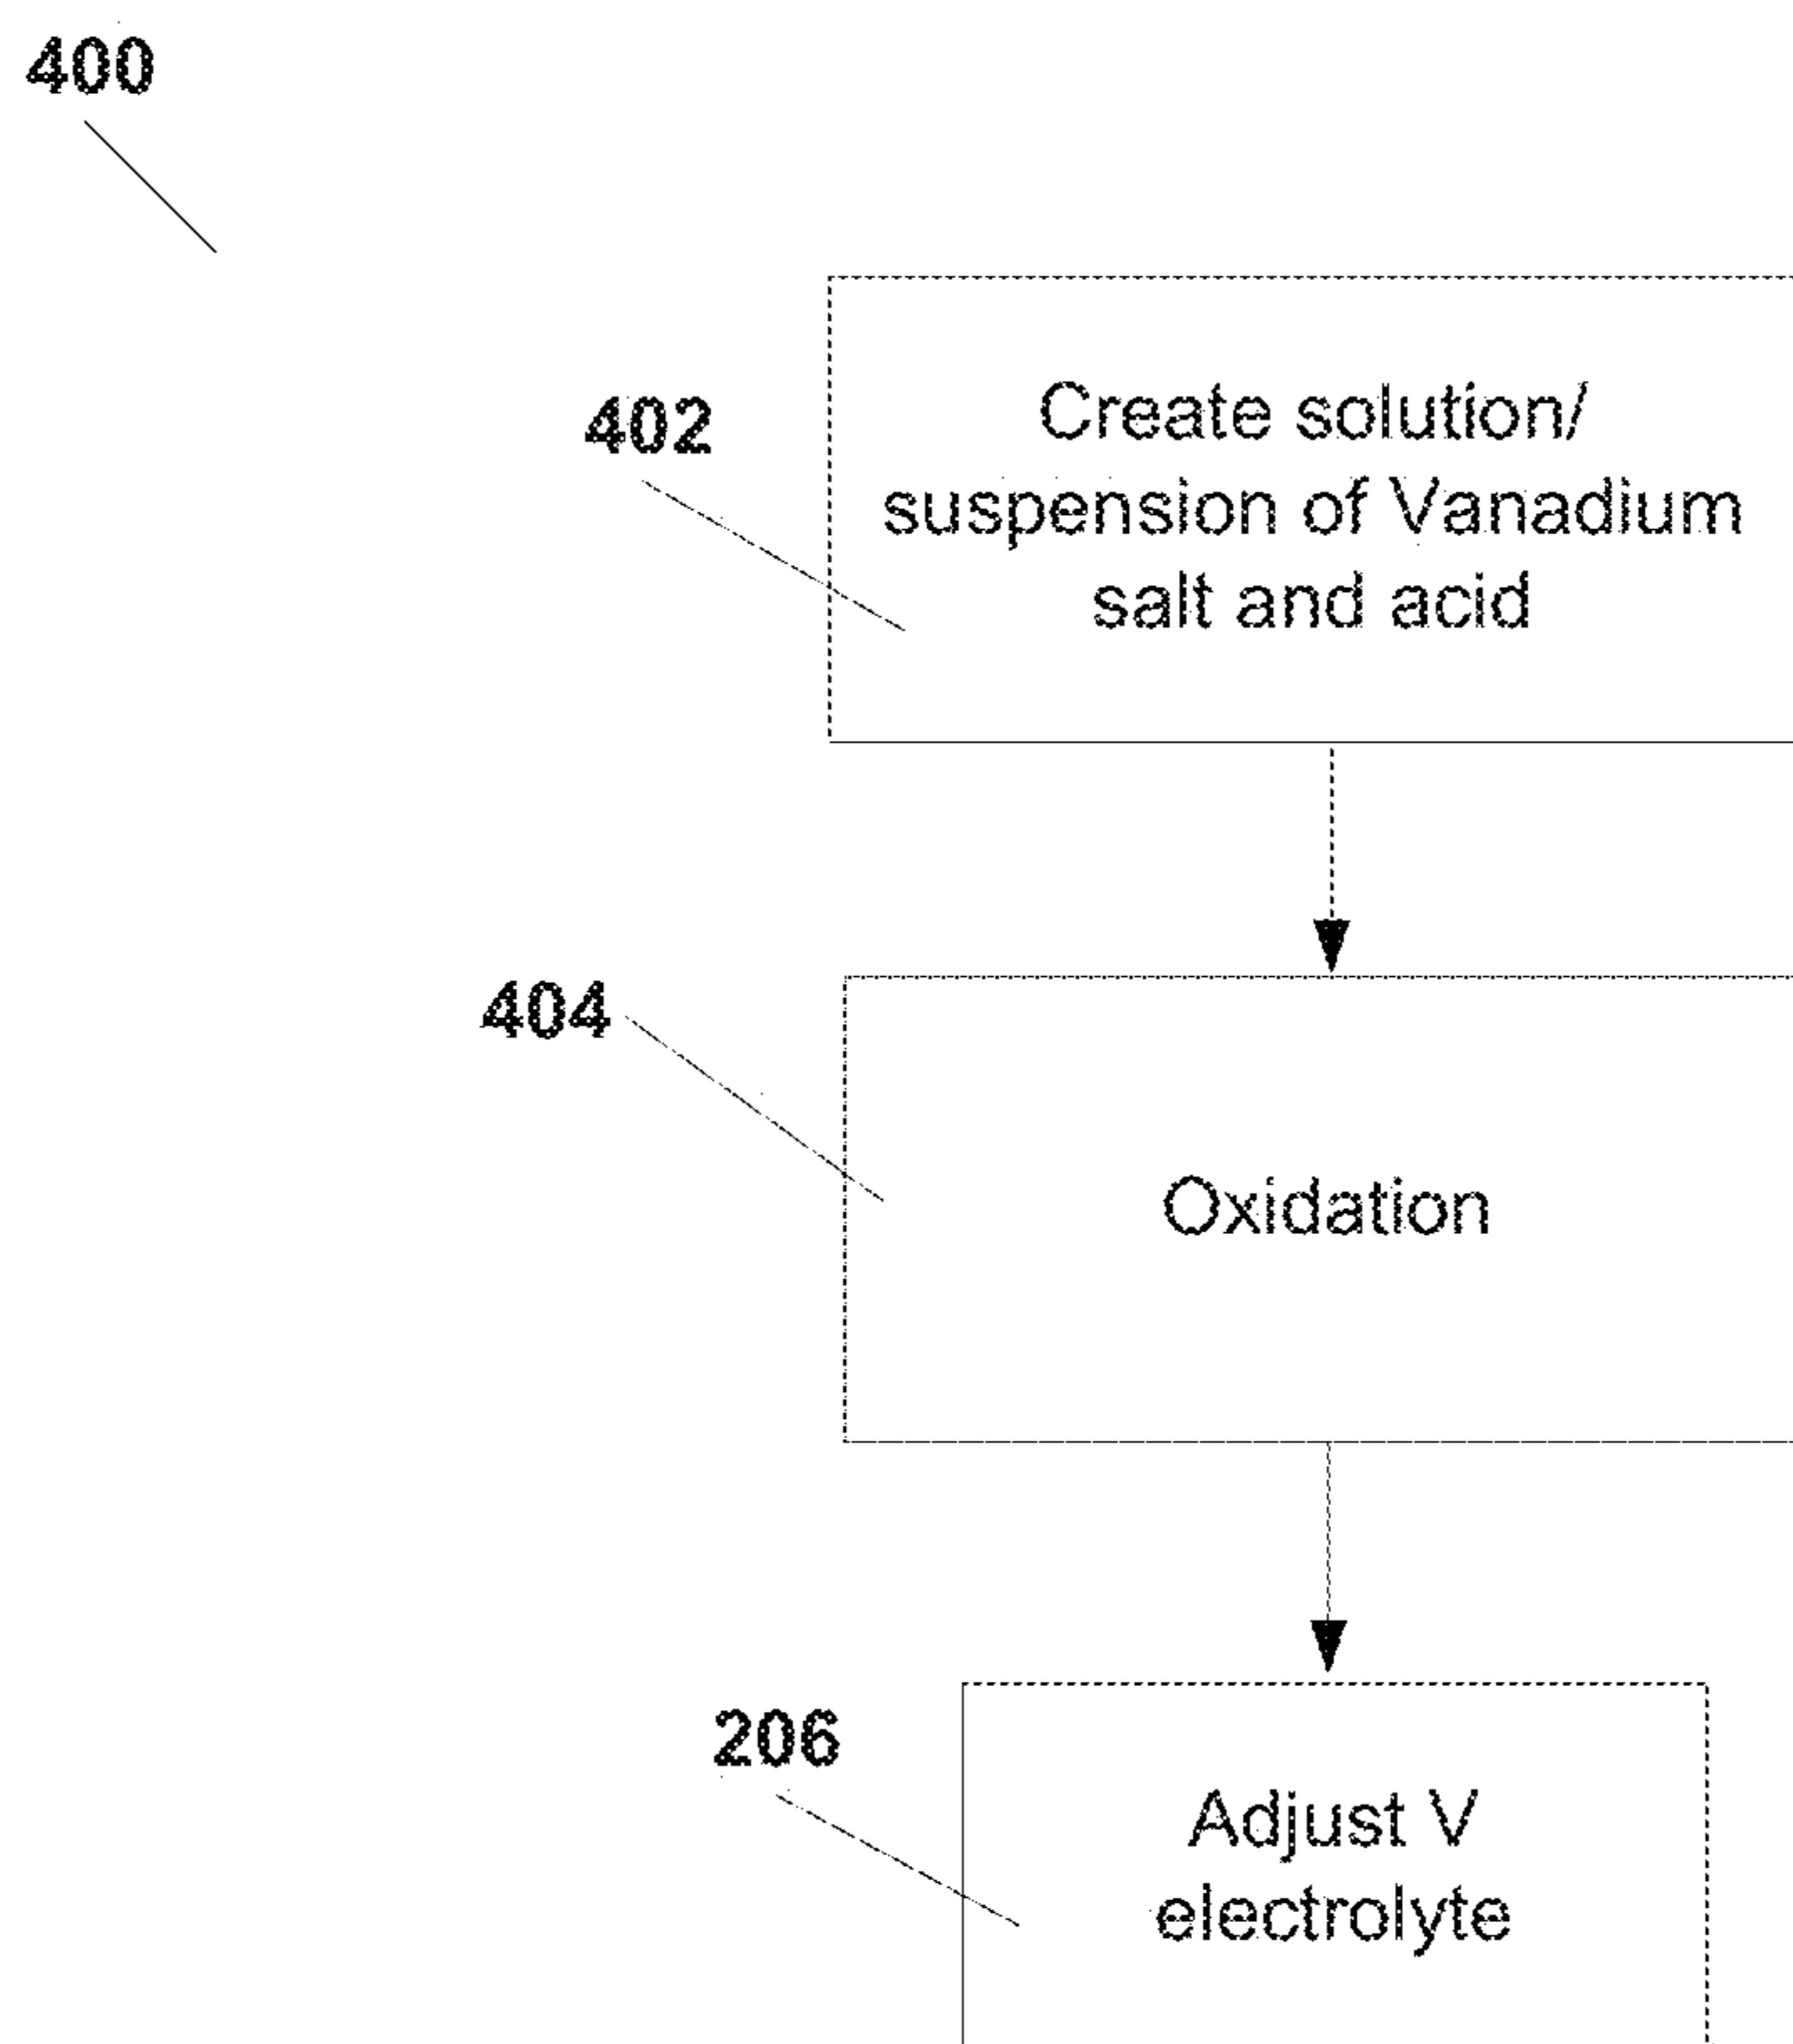 400
402
Create solution/
suspension of Vanadium
salt and acid
404
Oxidation
206
Adjust V
electrolyte